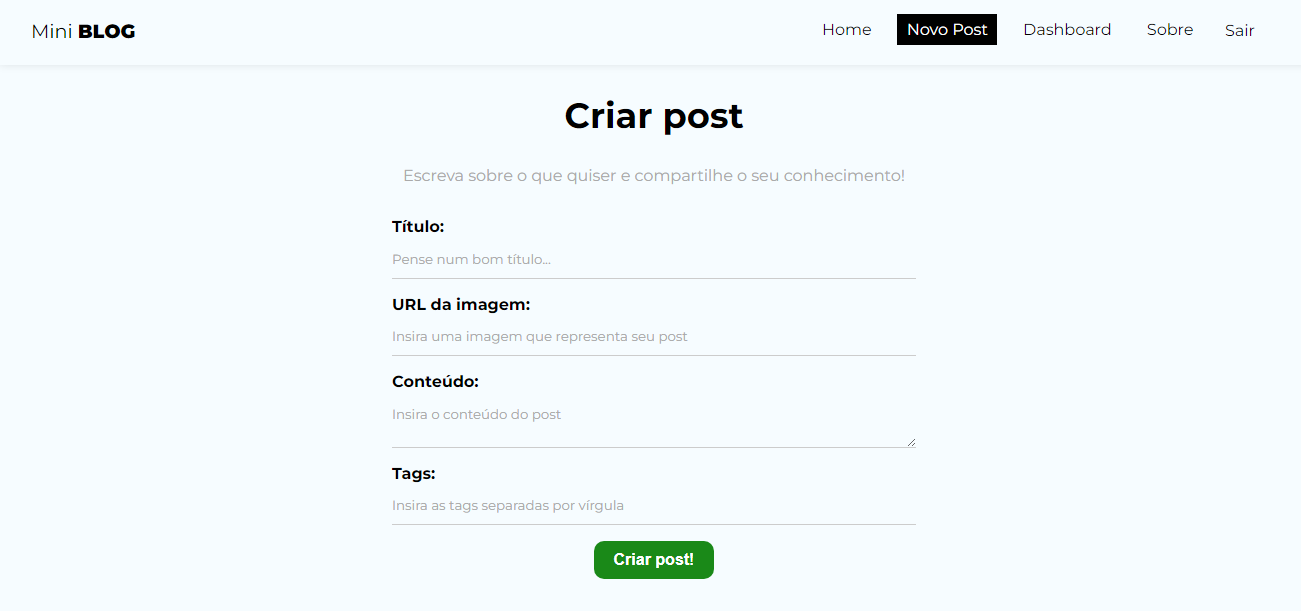 Mini BLOG
Home
Novo Post
Dashboard
Sobre
Sair
Criar post
Escreva sobre o que quiser e compartilhe o seu conhecimento!
Título:
Pense num bom título...
URL da imagem:
Insira uma imagem que representa seu post
Conteúdo:
Insira o conteúdo do post
Tags:
Insira as tags separadas por vírgula
Criar post!